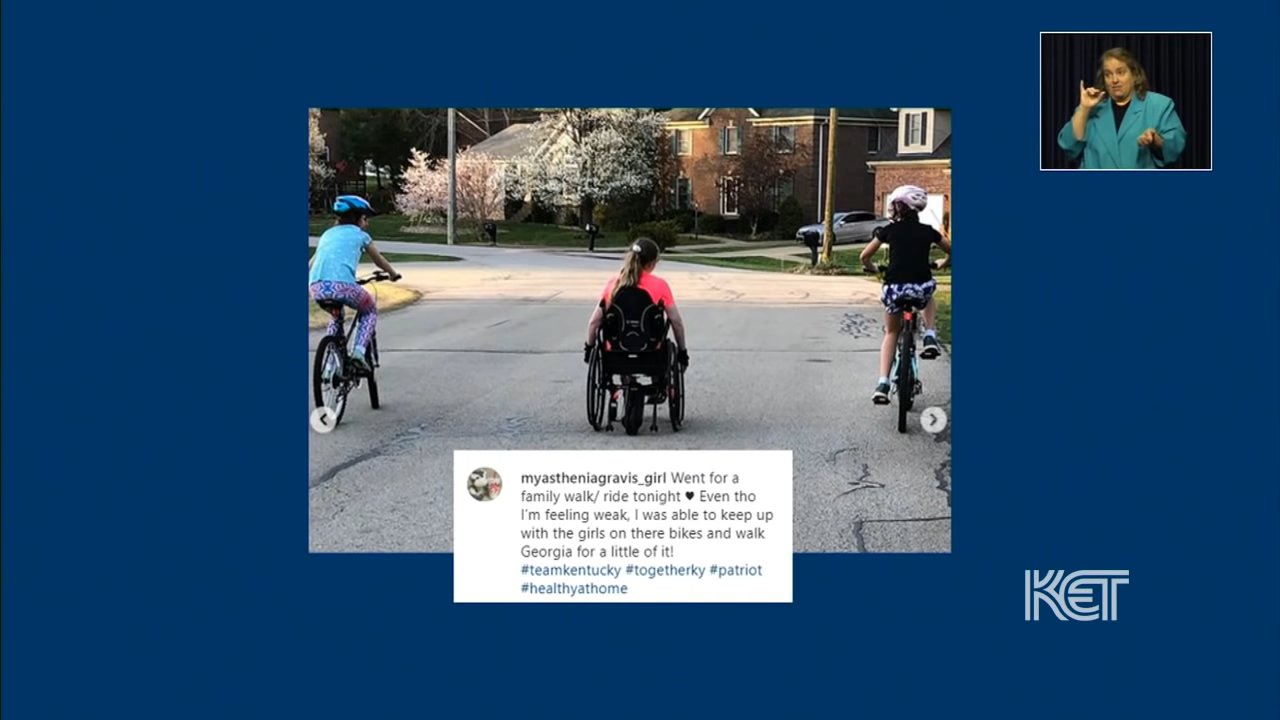 myastheniagravis_girl Went for a
family walk/ ride tonight ♥ Even tho
I'm feeling weak, I was able to keep up
with the girls on there bikes and walk
Georgia for a little of it!
#teamkentucky #togetherky #patriot
#healthyathome
KET